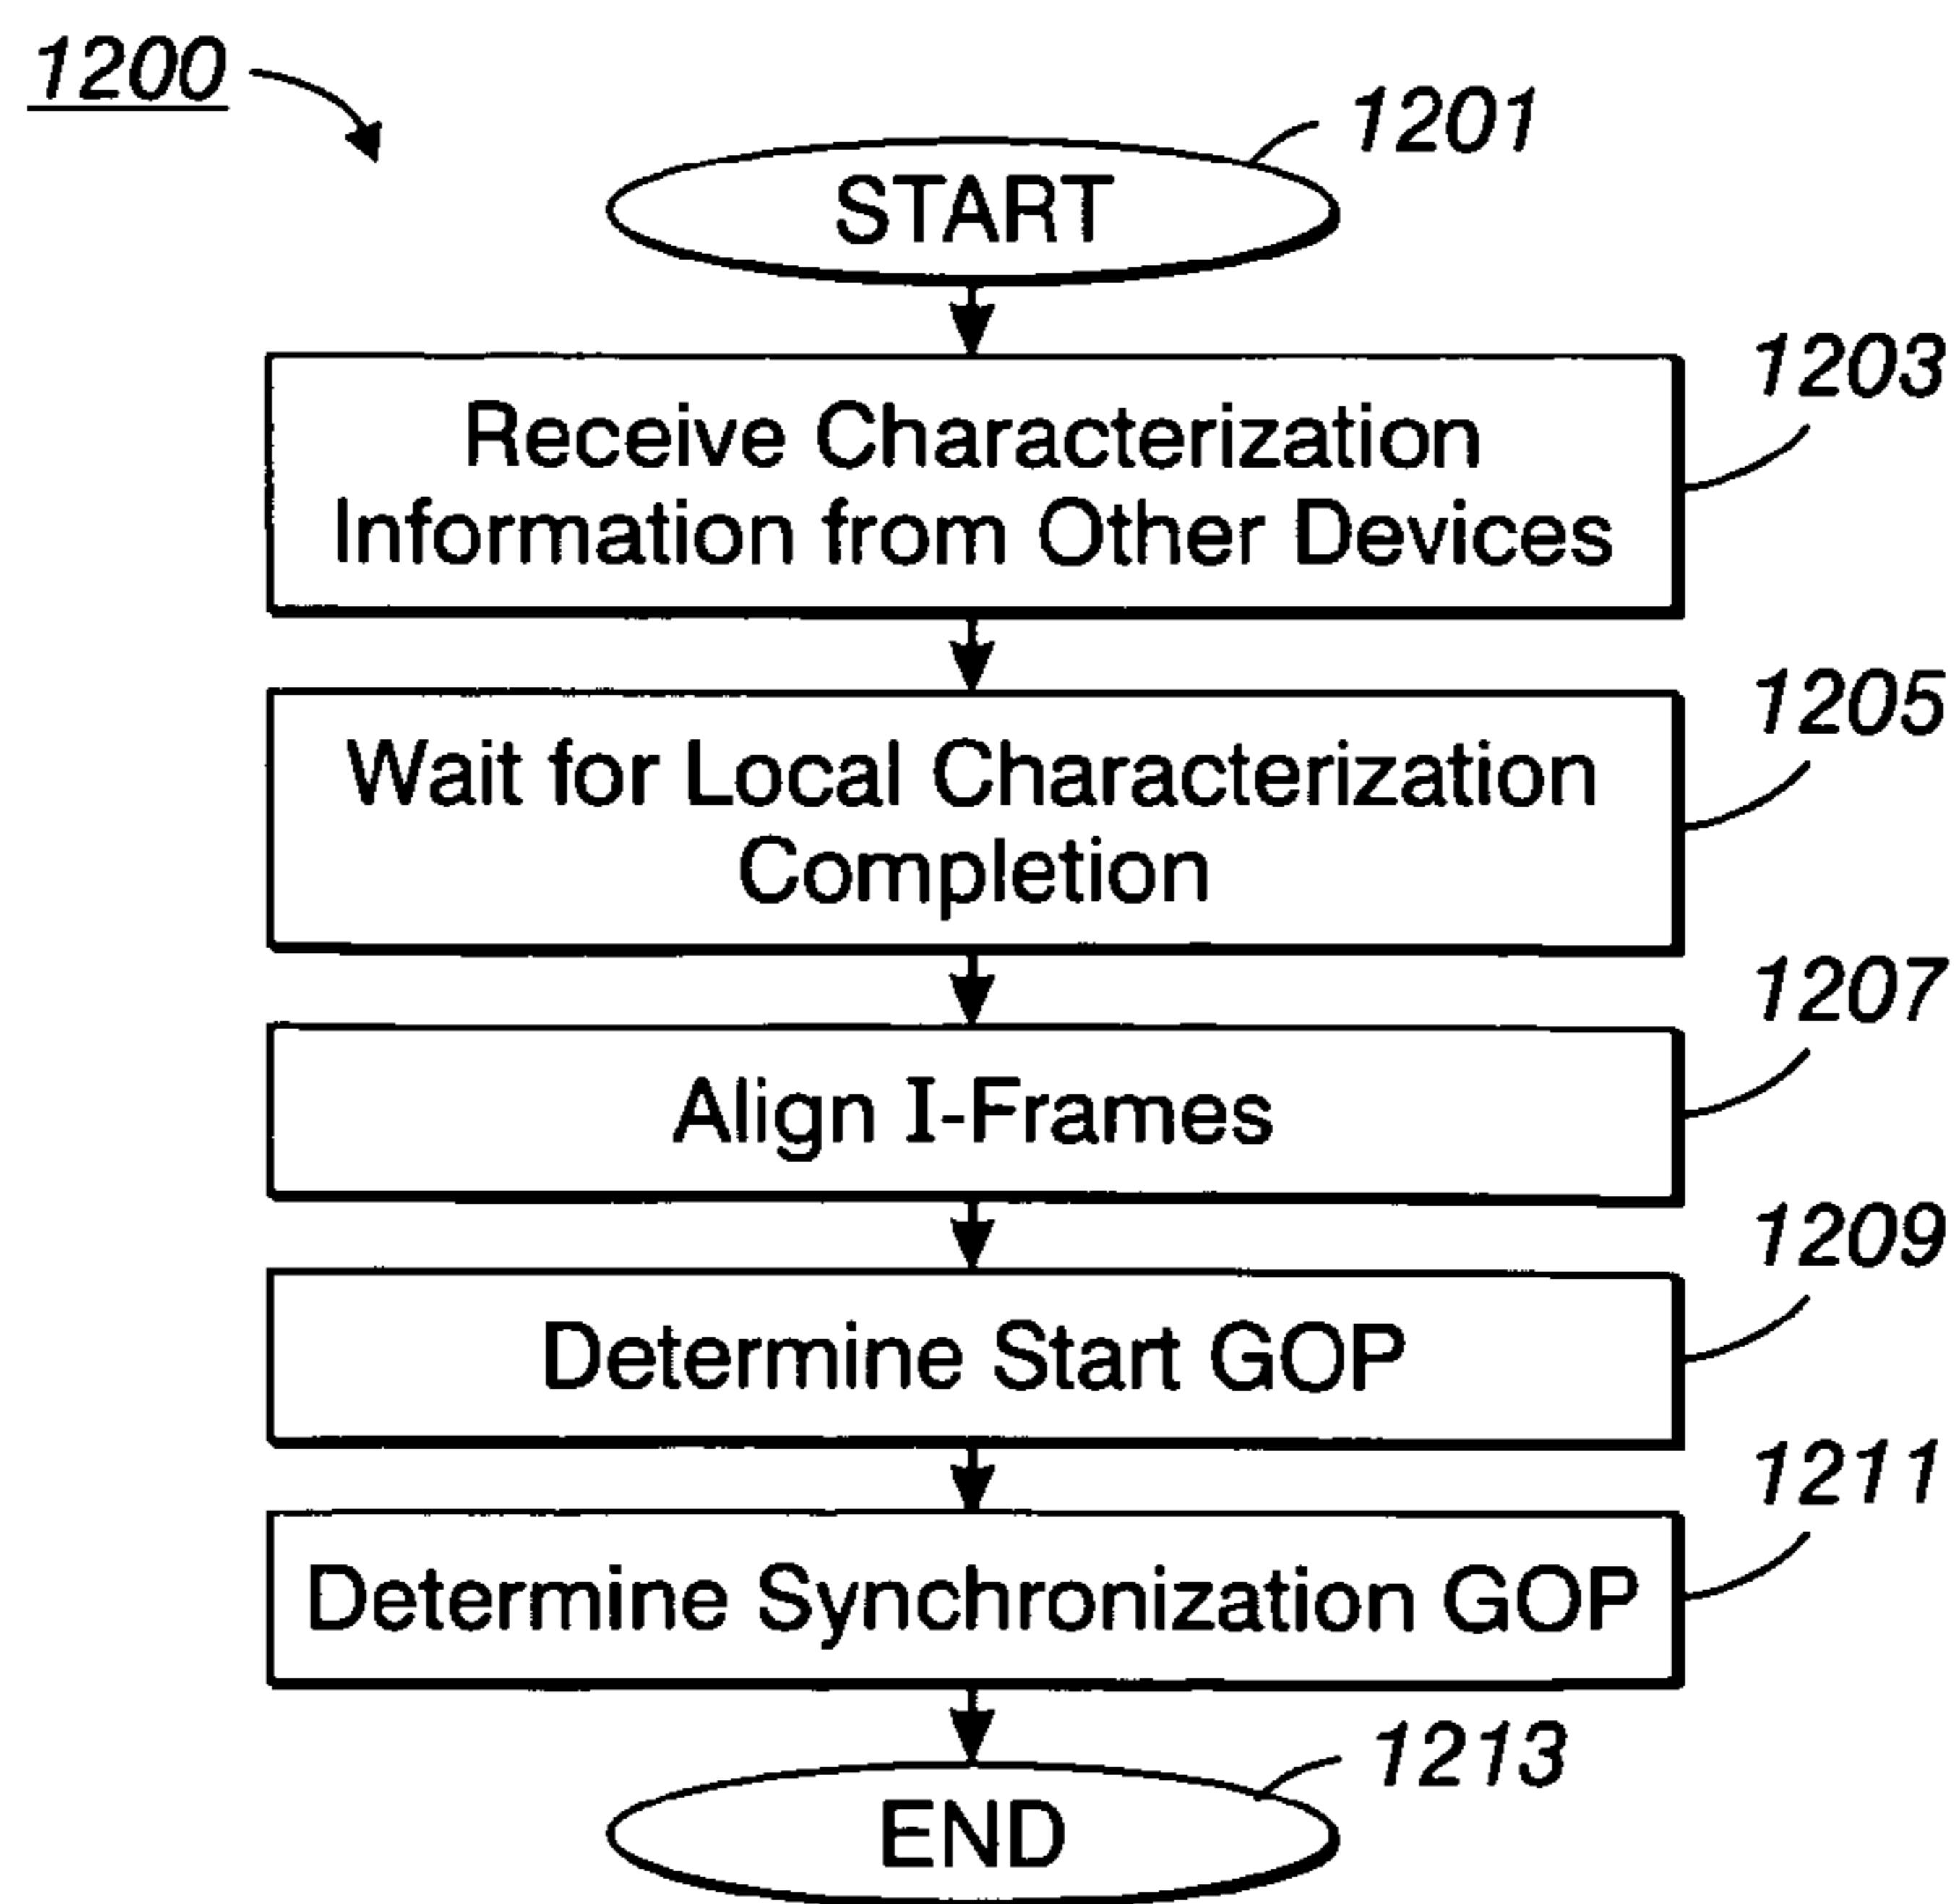 1200
1201
START
1203
Receive Characterization
Information from Other Devices
1205
Wait for Local Characterization
Completion
1207
Align I-Frames
1209
Determine Start GOP
1211
Determine Synchronization GOP
1213
END